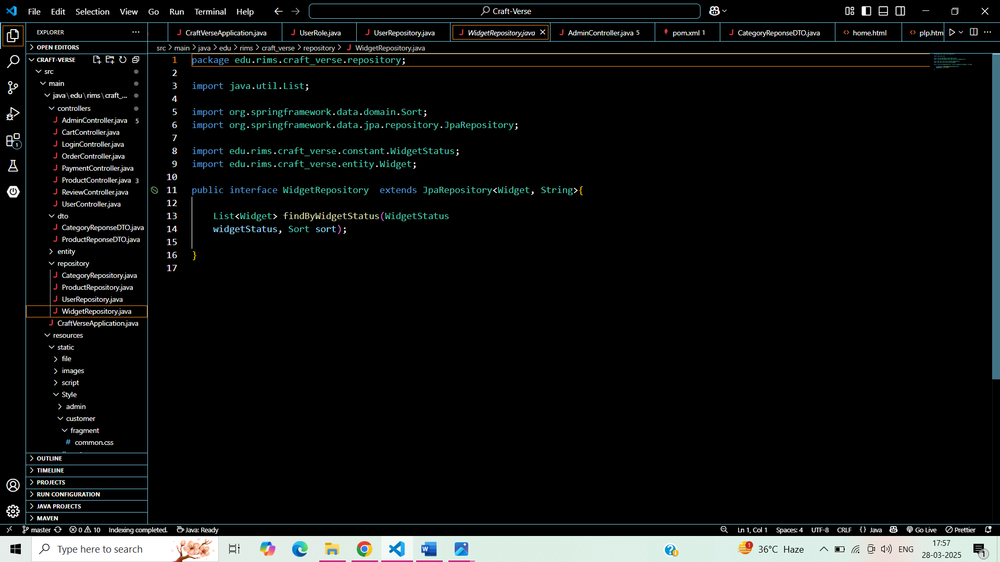 File Edit Selection View Go Run Terminal Help
Craft-Verse
EXPLORER
OPEN EDITORS
CRAFT-VERSE
src
main
java\edu\rims\craft_...
controllers
AdminController.java 5
CartController.java
LoginController.java
OrderController.java
PaymentController.java
ProductController.java 3
ReviewController.java
UserController.java
dto
CategoryReponseDTO.java
ProductReponseDTO.java
entity
repository
CategoryRepository.java
ProductRepository.java
UserRepository.java
WidgetRepository.java
CraftVerseApplication.java
resources
static
file
images
script
Style
admin
customer
fragment
# common.css
OUTLINE
TIMELINE
PROJECTS
RUN CONFIGURATION
JAVA PROJECTS
MAVEN
1
CraftVerseApplication.java UserRole.java UserRepository.java WidgetRepository.java AdminController.java 5 pom.xml 1 CategoryReponseDTO.java home.html plp.htm
src > main > java > edu > rims > craft_verse > repository > WidgetRepository.java
1 package edu.rims.craft_verse.repository;
2
3 import java.util.List;
4
5 import org.springframework.data.domain.Sort;
6 import org.springframework.data.jpa.repository.JpaRepository;
7
8 import edu.rims.craft_verse.constant.WidgetStatus;
9 import edu.rims.craft_verse.entity.Widget;
10
11 public interface WidgetRepository  extends JpaRepository<Widget, String>{
12
13     List<Widget> findByWidgetStatus(WidgetStatus
14     widgetStatus, Sort sort);
15
16 }
17
master 0 10 Indexing completed. Java: Ready Ln 1, Col 1 Spaces: 4 UTF-8 CRLF {} Java Go Live Prettier
Type here to search
1 36°C Haze ENG
17:57
28-03-2025
1